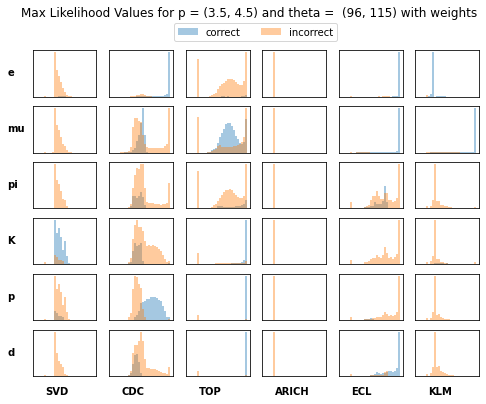 Max Likelihood Values for p = (3.5, 4.5) and theta =  (96, 115) with weights
correct incorrect
e
mu
pi
K
p
d
SVD CDC TOP ARICH ECL KLM